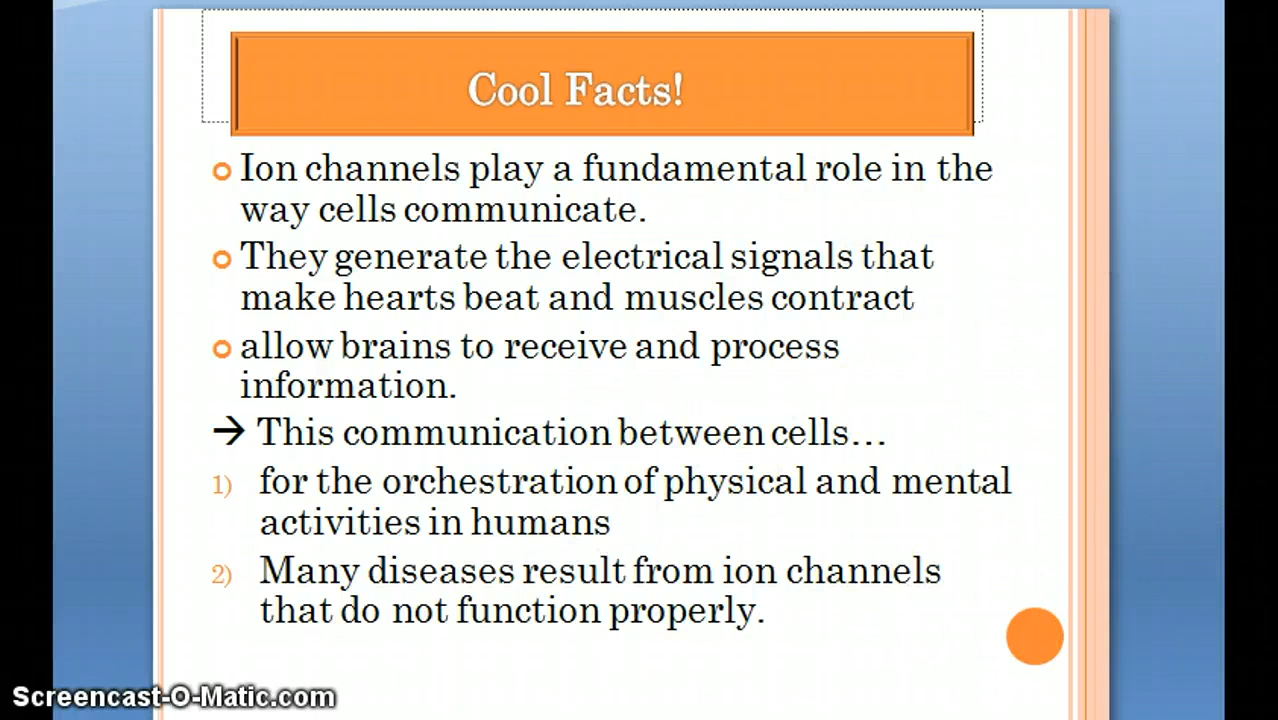 Cool Facts!
Ion channels play a fundamental role in the
way cells communicate.
They generate the electrical signals that
make hearts beat and muscles contract
allow brains to receive and process
information.
→ This communication between cells…
1) for the orchestration of physical and mental
activities in humans
2) Many diseases result from ion channels
that do not function properly.
Screencast-O-Matic.com